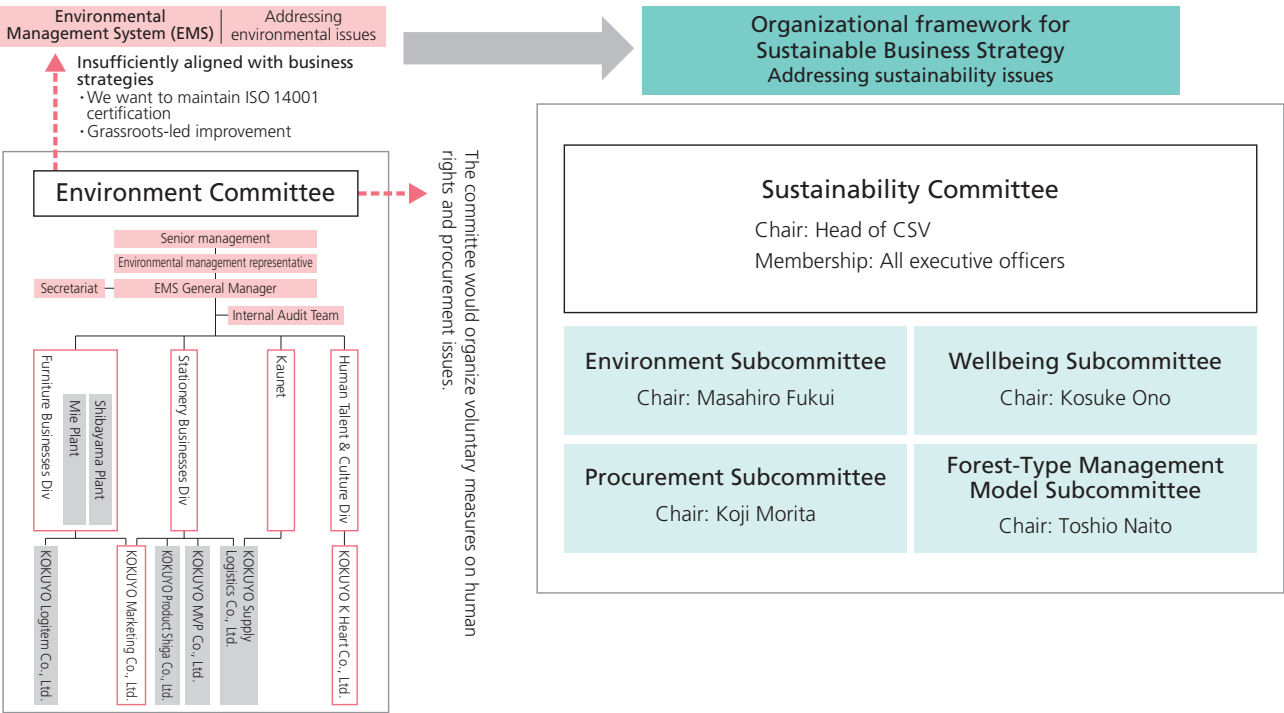 Environmental
Management System (EMS)
Addressing
environmental issues
Insufficiently aligned with business
strategies
・We want to maintain ISO 14001
certification
・Grassroots-led improvement
Environment Committee
Senior management
Environmental management representative
Secretariat
EMS General Manager
Internal Audit Team
Furniture Businesses Div
Mie Plant
Shibayama Plant
Stationery Businesses Div
Kaunet
Human Talent & Culture Div
KOKUYO Logitem Co., Ltd.
KOKUYO Marketing Co., Ltd.
KOKUYO Product Shiga Co., Ltd.
KOKUYO MVP Co., Ltd.
KOKUYO Supply
Logistics Co., Ltd.
KOKUYO K Heart Co., Ltd.
The committee would organize voluntary measures on human
rights and procurement issues.
Organizational framework for
Sustainable Business Strategy
Addressing sustainability issues
Sustainability Committee
Chair: Head of CSV
Membership: All executive officers
Environment Subcommittee
Chair: Masahiro Fukui
Wellbeing Subcommittee
Chair: Kosuke Ono
Procurement Subcommittee
Chair: Koji Morita
Forest-Type Management
Model Subcommittee
Chair: Toshio Naito